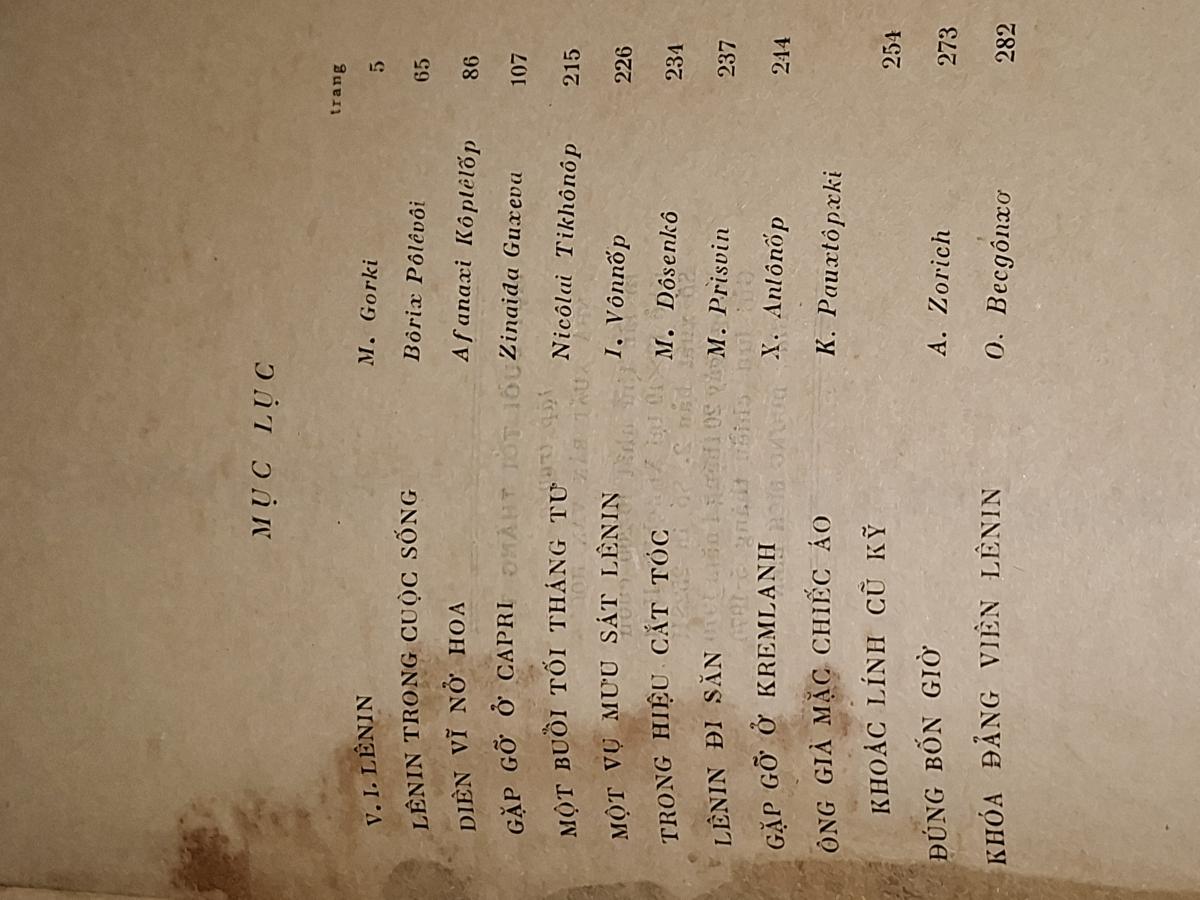 MỤC LỤC
trang
V. I. LÊNIN M. Gorki 5
LÊNIN TRONG CUỘC SỐNG Bôrix Pôlêvôi 65
DIÊN VĨ NỞ HOA Afanaxi Kôptêlốp 86
GẶP GỠ Ở CAPRI Zinaiđa Guxeva 107
MỘT BUỔI TỐI THÁNG TƯ Nicôlai Tikhônôp 215
MỘT VỤ MƯU SÁT LÊNIN I. Vônnốp 226
TRONG HIỆU CẮT TÓC M. Dôsenkô 234
LÊNIN ĐI SĂN M. Prisvin 237
GẶP GỠ Ở KREMLANH X. Antônốp 244
ÔNG GIÀ MẶC CHIẾC ÁO K. Pauxtôpxki
KHOÁC LÍNH CŨ KỸ 254
ĐÚNG BỐN GIỜ A. Zorich 273
KHÓA ĐẢNG VIÊN LÊNIN O. Becgônxơ 282